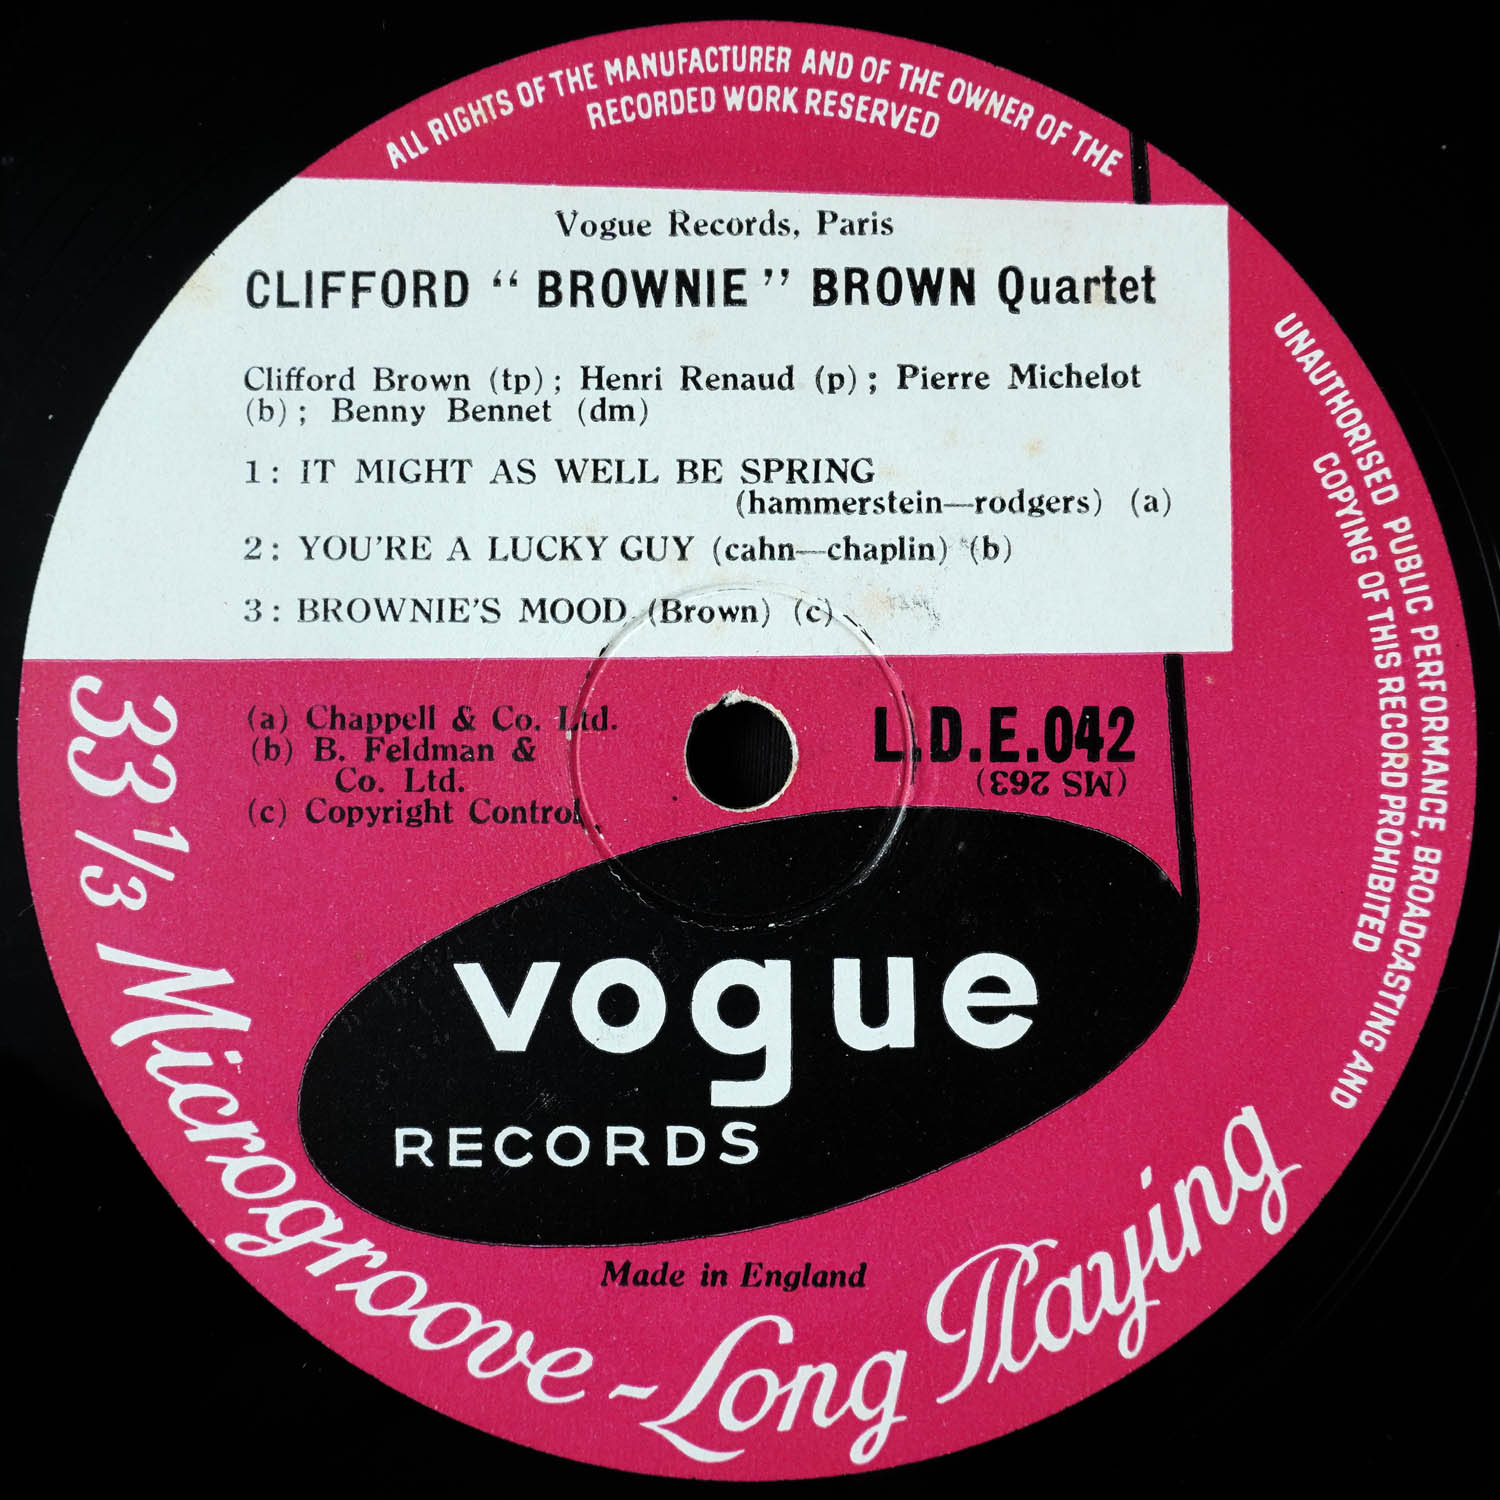 ALL RIGHTS OF THE MANUFACTURER AND OF THE OWNER OF THE
RECORDED WORK RESERVED
Vogue Records, Paris
CLIFFORD “ BROWNIE ” BROWN Quartet
Clifford Brown (tp) ; Henri Renaud (p) ; Pierre Michelot
(b) ; Benny Bennet (dm)
1 : IT MIGHT AS WELL BE SPRING
(hammerstein—rodgers) (a)
2 : YOU'RE A LUCKY GUY (cahn—chaplin) (b)
3 : BROWNIE'S MOOD (Brown) (c)
(a) Chappell & Co. Ltd.
(b) B. Feldman &
Co. Ltd.
(c) Copyright Control
L.D.E.042
(MS 263)
UNAUTHORISED PUBLIC PERFORMANCE, BROADCASTING AND
COPYING OF THIS RECORD PROHIBITED
vogue
RECORDS
Made in England
33 1/3 Microgroove - Long Playing